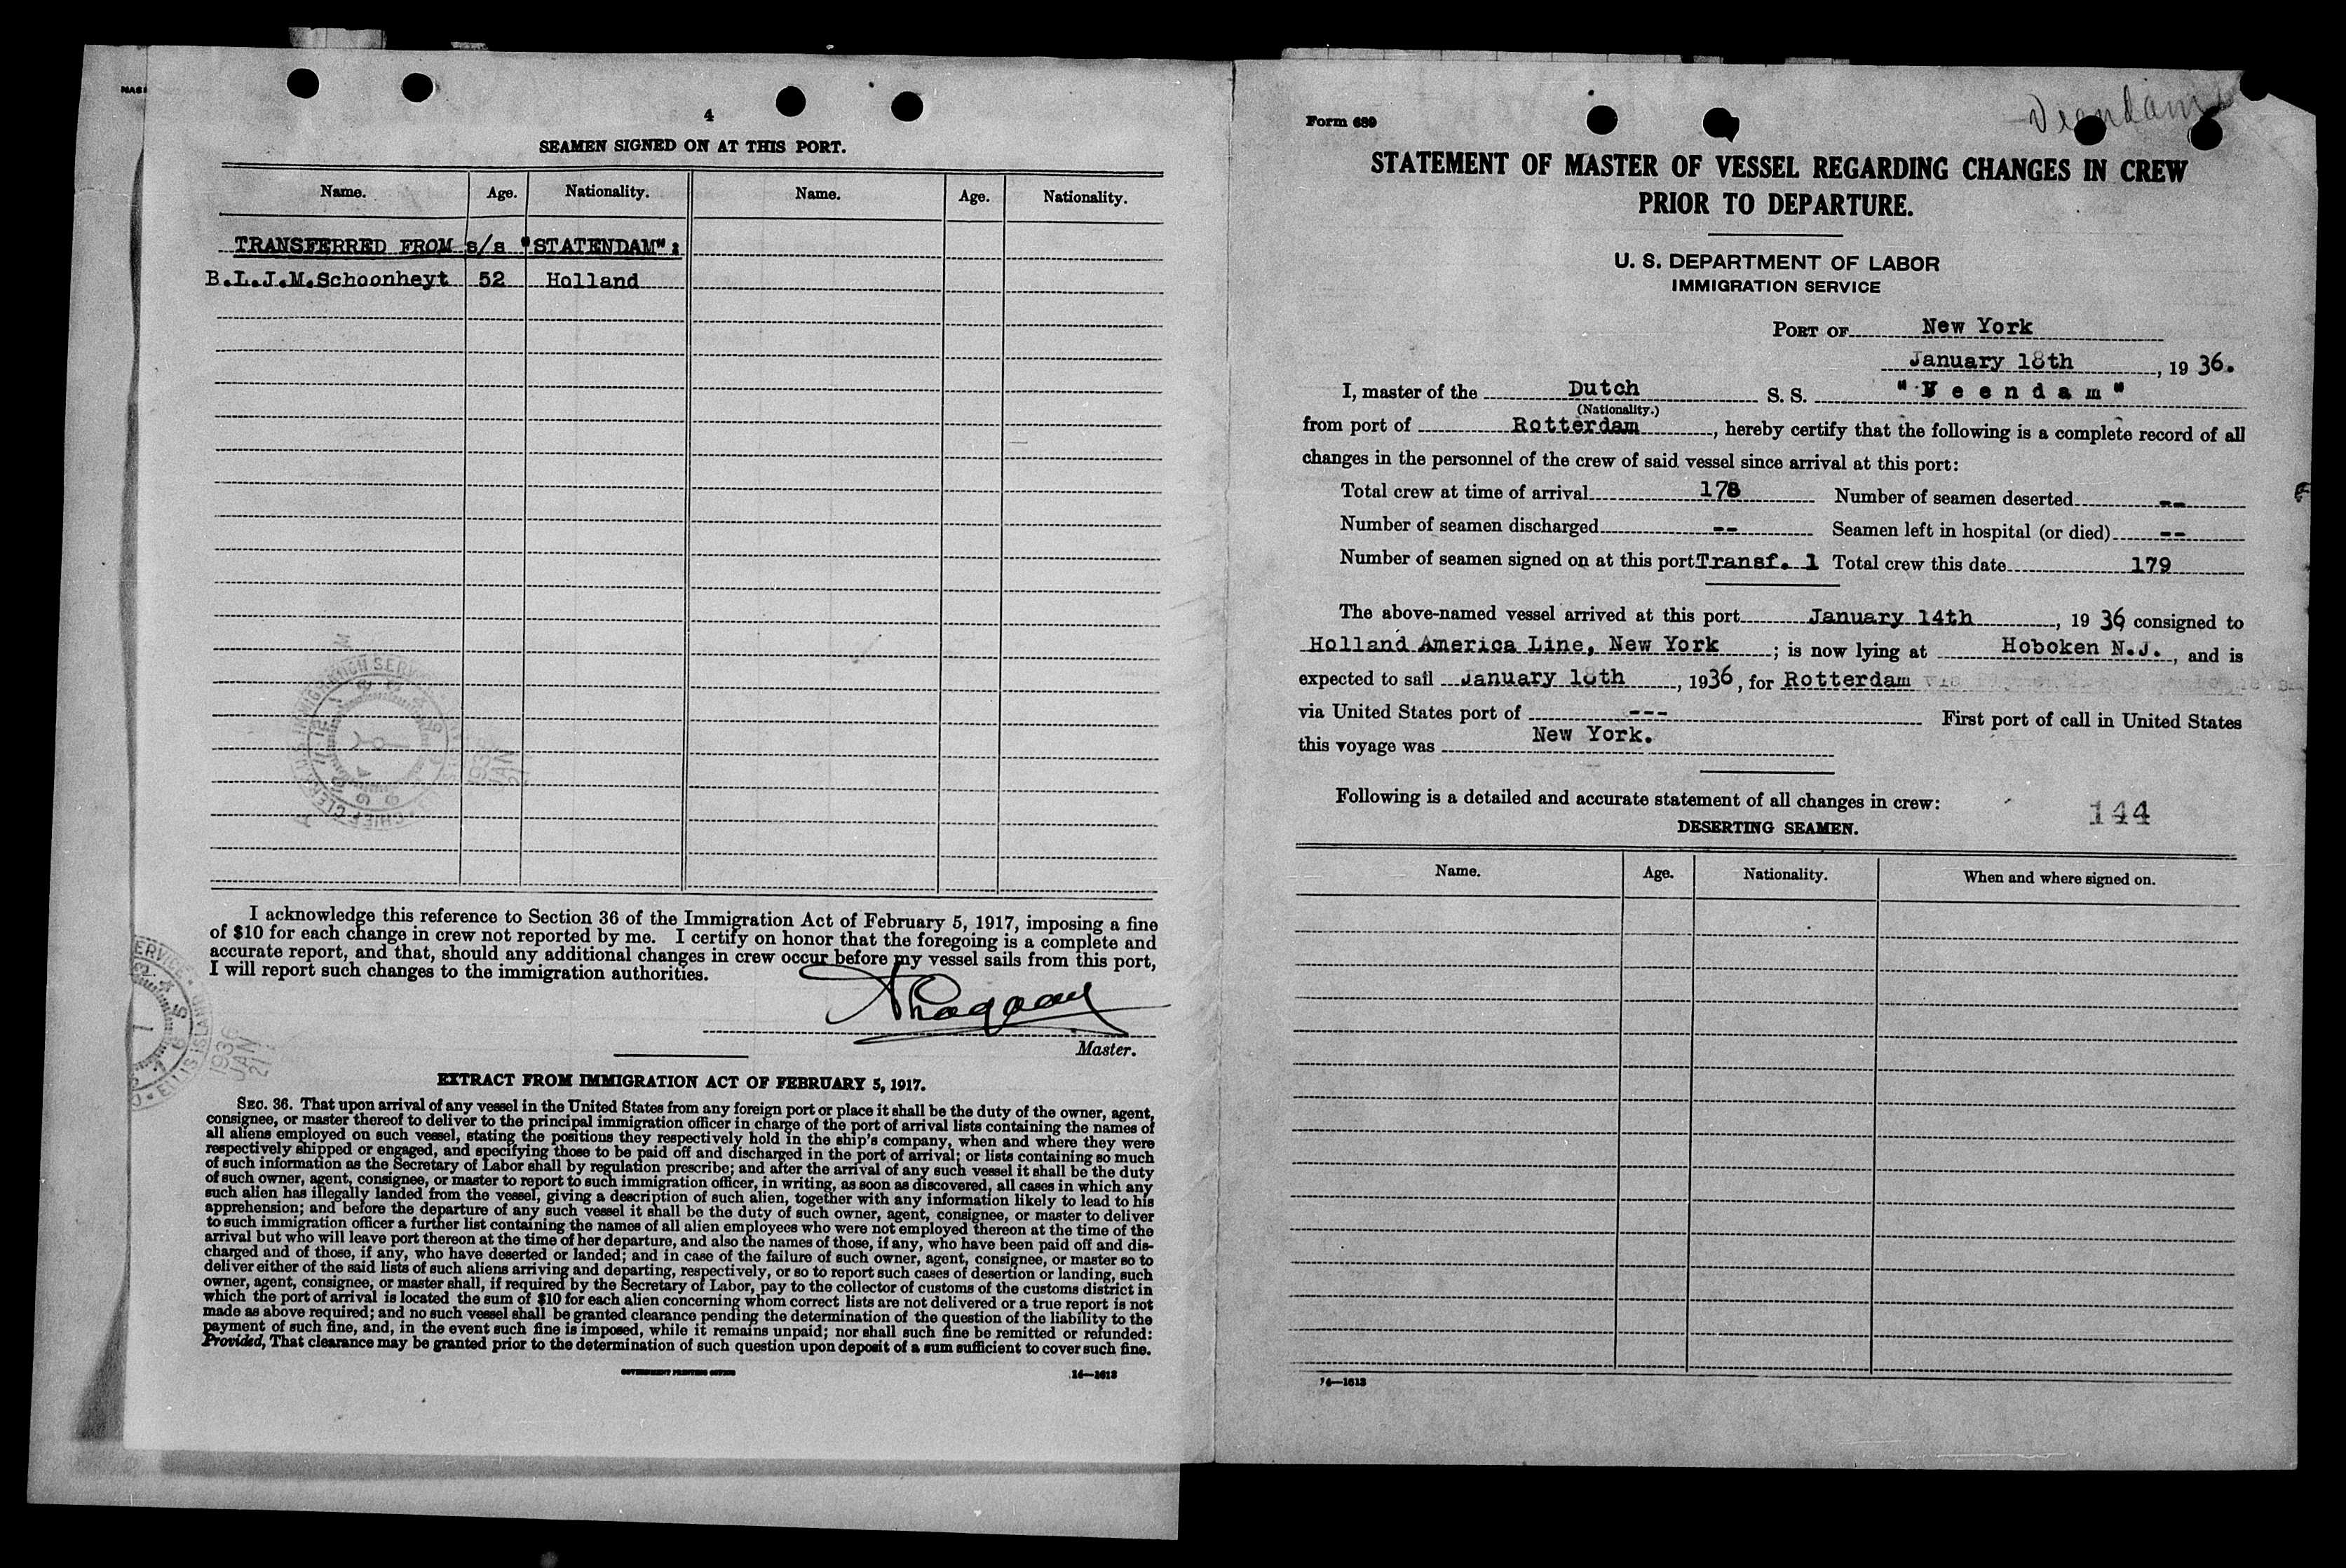 4
SEAMEN SIGNED ON AT THIS PORT.
Name. Age. Nationality. Name. Age. Nationality.
TRANSFERRED FROM s/s "STATENDAM":
B.L.J.M.Schoonheyt 52 Holland
I acknowledge this reference to Section 36 of the Immigration Act of February 5, 1917, imposing a fine
of $10 for each change in crew not reported by me. I certify on honor that the foregoing is a complete and
accurate report, and that, should any additional changes in crew occur before my vessel sails from this port,
I will report such changes to the immigration authorities.
Master.
EXTRACT FROM IMMIGRATION ACT OF FEBRUARY 5, 1917.
SEC. 36. That upon arrival of any vessel in the United States from any foreign port or place it shall be the duty of the owner, agent,
consignee, or master thereof to deliver to the principal immigration officer in charge of the port of arrival lists containing the names of
all aliens employed on such vessel, stating the positions they respectively hold in the ship's company, when and where they were
respectively shipped or engaged, and specifying those to be paid off and discharged in the port of arrival; or lists containing so much
of such information as the Secretary of Labor shall by regulation prescribe; and after the arrival of any such vessel it shall be the duty
of such owner, agent, consignee, or master to report to such immigration officer, in writing, as soon as discovered, all cases in which any
such alien has illegally landed from the vessel, giving a description of such alien, together with any information likely to lead to his
apprehension; and before the departure of any such vessel it shall be the duty of such owner, agent, consignee, or master to deliver
to such immigration officer a further list containing the names of all alien employees who were not employed thereon at the time of the
arrival but who will leave port thereon at the time of her departure, and also the names of those, if any, who have been paid off and dis-
charged and of those, if any, who have deserted or landed; and in case of the failure of such owner, agent, consignee, or master so to
deliver either of the said lists of such aliens arriving and departing, respectively, or so to report such cases of desertion or landing, such
owner, agent, consignee, or master shall, if required by the Secretary of Labor, pay to the collector of customs of the customs district in
which the port of arrival is located the sum of $10 for each alien concerning whom correct lists are not delivered or a true report is not
made as above required; and no such vessel shall be granted clearance pending the determination of the question of the liability to the
payment of such fine, and, in the event such fine is imposed, while it remains unpaid; nor shall such fine be remitted or refunded:
Provided, That clearance may be granted prior to the determination of such question upon deposit of a sum sufficient to cover such fine.
GOVERNMENT PRINTING OFFICE 14—1613
Veendam
Form 689
STATEMENT OF MASTER OF VESSEL REGARDING CHANGES IN CREW
PRIOR TO DEPARTURE.
U. S. DEPARTMENT OF LABOR
IMMIGRATION SERVICE
PORT OF New York
January 18th, 1936.
I, master of the Dutch S. S. "Veendam"
(Nationality.)
from port of Rotterdam, hereby certify that the following is a complete record of all
changes in the personnel of the crew of said vessel since arrival at this port:
Total crew at time of arrival 178 Number of seamen deserted --
Number of seamen discharged -- Seamen left in hospital (or died) --
Number of seamen signed on at this port Transf. 1 Total crew this date 179
The above-named vessel arrived at this port January 14th, 1936 consigned to
Holland America Line, New York; is now lying at Hoboken N.J., and is
expected to sail January 18th, 1936, for Rotterdam
via United States port of --- First port of call in United States
this voyage was New York.
Following is a detailed and accurate statement of all changes in crew:
144
DESERTING SEAMEN.
Name. Age. Nationality. When and where signed on.
14—1613